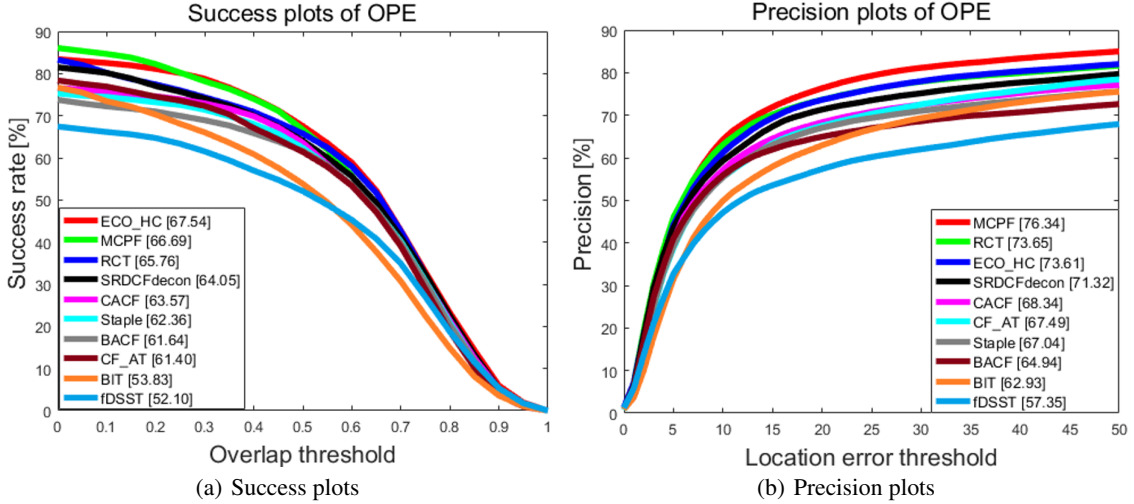 Success plots of OPE
90
80
70
60
50
40
30
20
10
0
Success rate [%]
ECO_HC [67.54]
MCPF [66.69]
RCT [65.76]
SRDCFdecon [64.05]
CACF [63.57]
Staple [62.36]
BACF [61.64]
CF_AT [61.40]
BIT [53.83]
fDSST [52.10]
0 0.1 0.2 0.3 0.4 0.5 0.6 0.7 0.8 0.9 1
Overlap threshold
(a) Success plots
Precision plots of OPE
90
80
70
60
50
40
30
20
10
0
Precision [%]
MCPF [76.34]
RCT [73.65]
ECO_HC [73.61]
SRDCFdecon [71.32]
CACF [68.34]
CF_AT [67.49]
Staple [67.04]
BACF [64.94]
BIT [62.93]
fDSST [57.35]
0 5 10 15 20 25 30 35 40 45 50
Location error threshold
(b) Precision plots